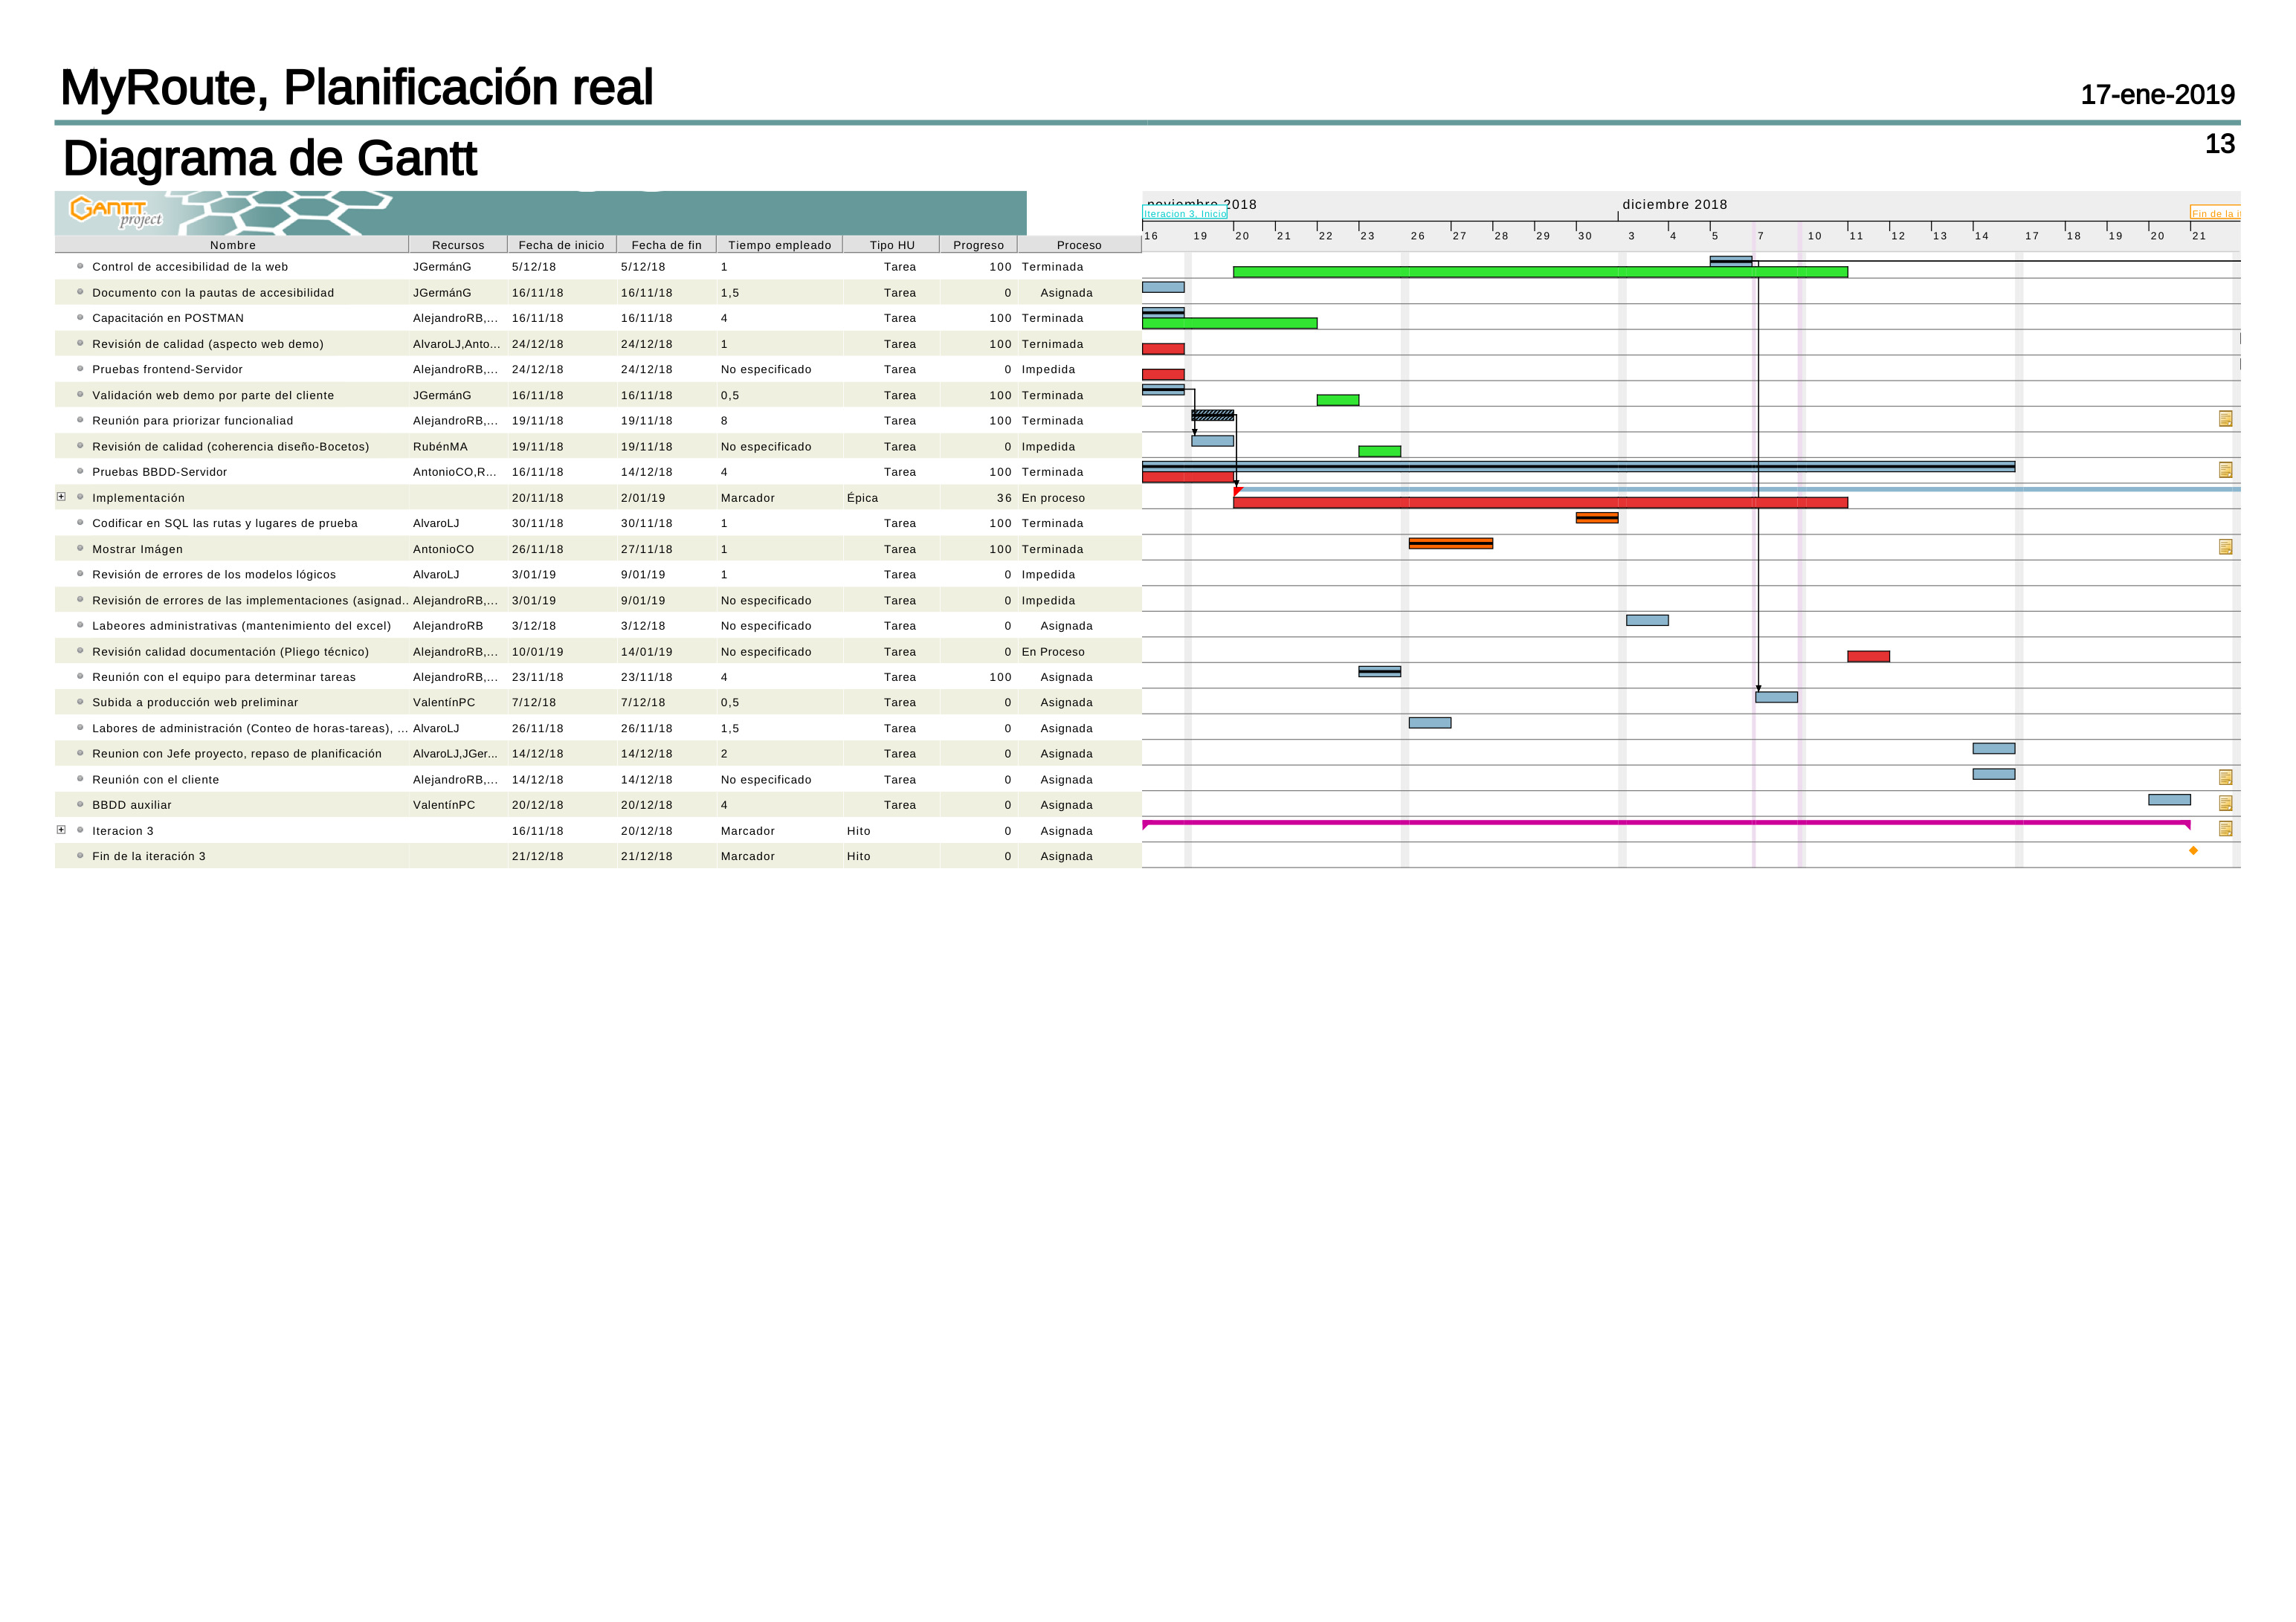 MyRoute, Planificación real
17-ene-2019
Diagrama de Gantt
13
GANTT project
noviembre 2018 diciembre 2018
Iteracion 3, Inicio Fin de la i
16 19 20 21 22 23 26 27 28 29 30 3 4 5 7 10 11 12 13 14 17 18 19 20 21
Nombre Recursos Fecha de inicio Fecha de fin Tiempo empleado Tipo HU Progreso Proceso
Control de accesibilidad de la web JGermánG 5/12/18 5/12/18 1 Tarea 100 Terminada
Documento con la pautas de accesibilidad JGermánG 16/11/18 16/11/18 1,5 Tarea 0 Asignada
Capacitación en POSTMAN AlejandroRB,... 16/11/18 16/11/18 4 Tarea 100 Terminada
Revisión de calidad (aspecto web demo) AlvaroLJ,Anto... 24/12/18 24/12/18 1 Tarea 100 Ternimada
Pruebas frontend-Servidor AlejandroRB,... 24/12/18 24/12/18 No especificado Tarea 0 Impedida
Validación web demo por parte del cliente JGermánG 16/11/18 16/11/18 0,5 Tarea 100 Terminada
Reunión para priorizar funcionaliad AlejandroRB,... 19/11/18 19/11/18 8 Tarea 100 Terminada
Revisión de calidad (coherencia diseño-Bocetos) RubénMA 19/11/18 19/11/18 No especificado Tarea 0 Impedida
Pruebas BBDD-Servidor AntonioCO,R... 16/11/18 14/12/18 4 Tarea 100 Terminada
Implementación 20/11/18 2/01/19 Marcador Épica 36 En proceso
Codificar en SQL las rutas y lugares de prueba AlvaroLJ 30/11/18 30/11/18 1 Tarea 100 Terminada
Mostrar Imágen AntonioCO 26/11/18 27/11/18 1 Tarea 100 Terminada
Revisión de errores de los modelos lógicos AlvaroLJ 3/01/19 9/01/19 1 Tarea 0 Impedida
Revisión de errores de las implementaciones (asignad.. AlejandroRB,... 3/01/19 9/01/19 No especificado Tarea 0 Impedida
Labeores administrativas (mantenimiento del excel) AlejandroRB 3/12/18 3/12/18 No especificado Tarea 0 Asignada
Revisión calidad documentación (Pliego técnico) AlejandroRB,... 10/01/19 14/01/19 No especificado Tarea 0 En Proceso
Reunión con el equipo para determinar tareas AlejandroRB,... 23/11/18 23/11/18 4 Tarea 100 Asignada
Subida a producción web preliminar ValentínPC 7/12/18 7/12/18 0,5 Tarea 0 Asignada
Labores de administración (Conteo de horas-tareas), ... AlvaroLJ 26/11/18 26/11/18 1,5 Tarea 0 Asignada
Reunion con Jefe proyecto, repaso de planificación AlvaroLJ,JGer... 14/12/18 14/12/18 2 Tarea 0 Asignada
Reunión con el cliente AlejandroRB,... 14/12/18 14/12/18 No especificado Tarea 0 Asignada
BBDD auxiliar ValentínPC 20/12/18 20/12/18 4 Tarea 0 Asignada
Iteracion 3 16/11/18 20/12/18 Marcador Hito 0 Asignada
Fin de la iteración 3 21/12/18 21/12/18 Marcador Hito 0 Asignada